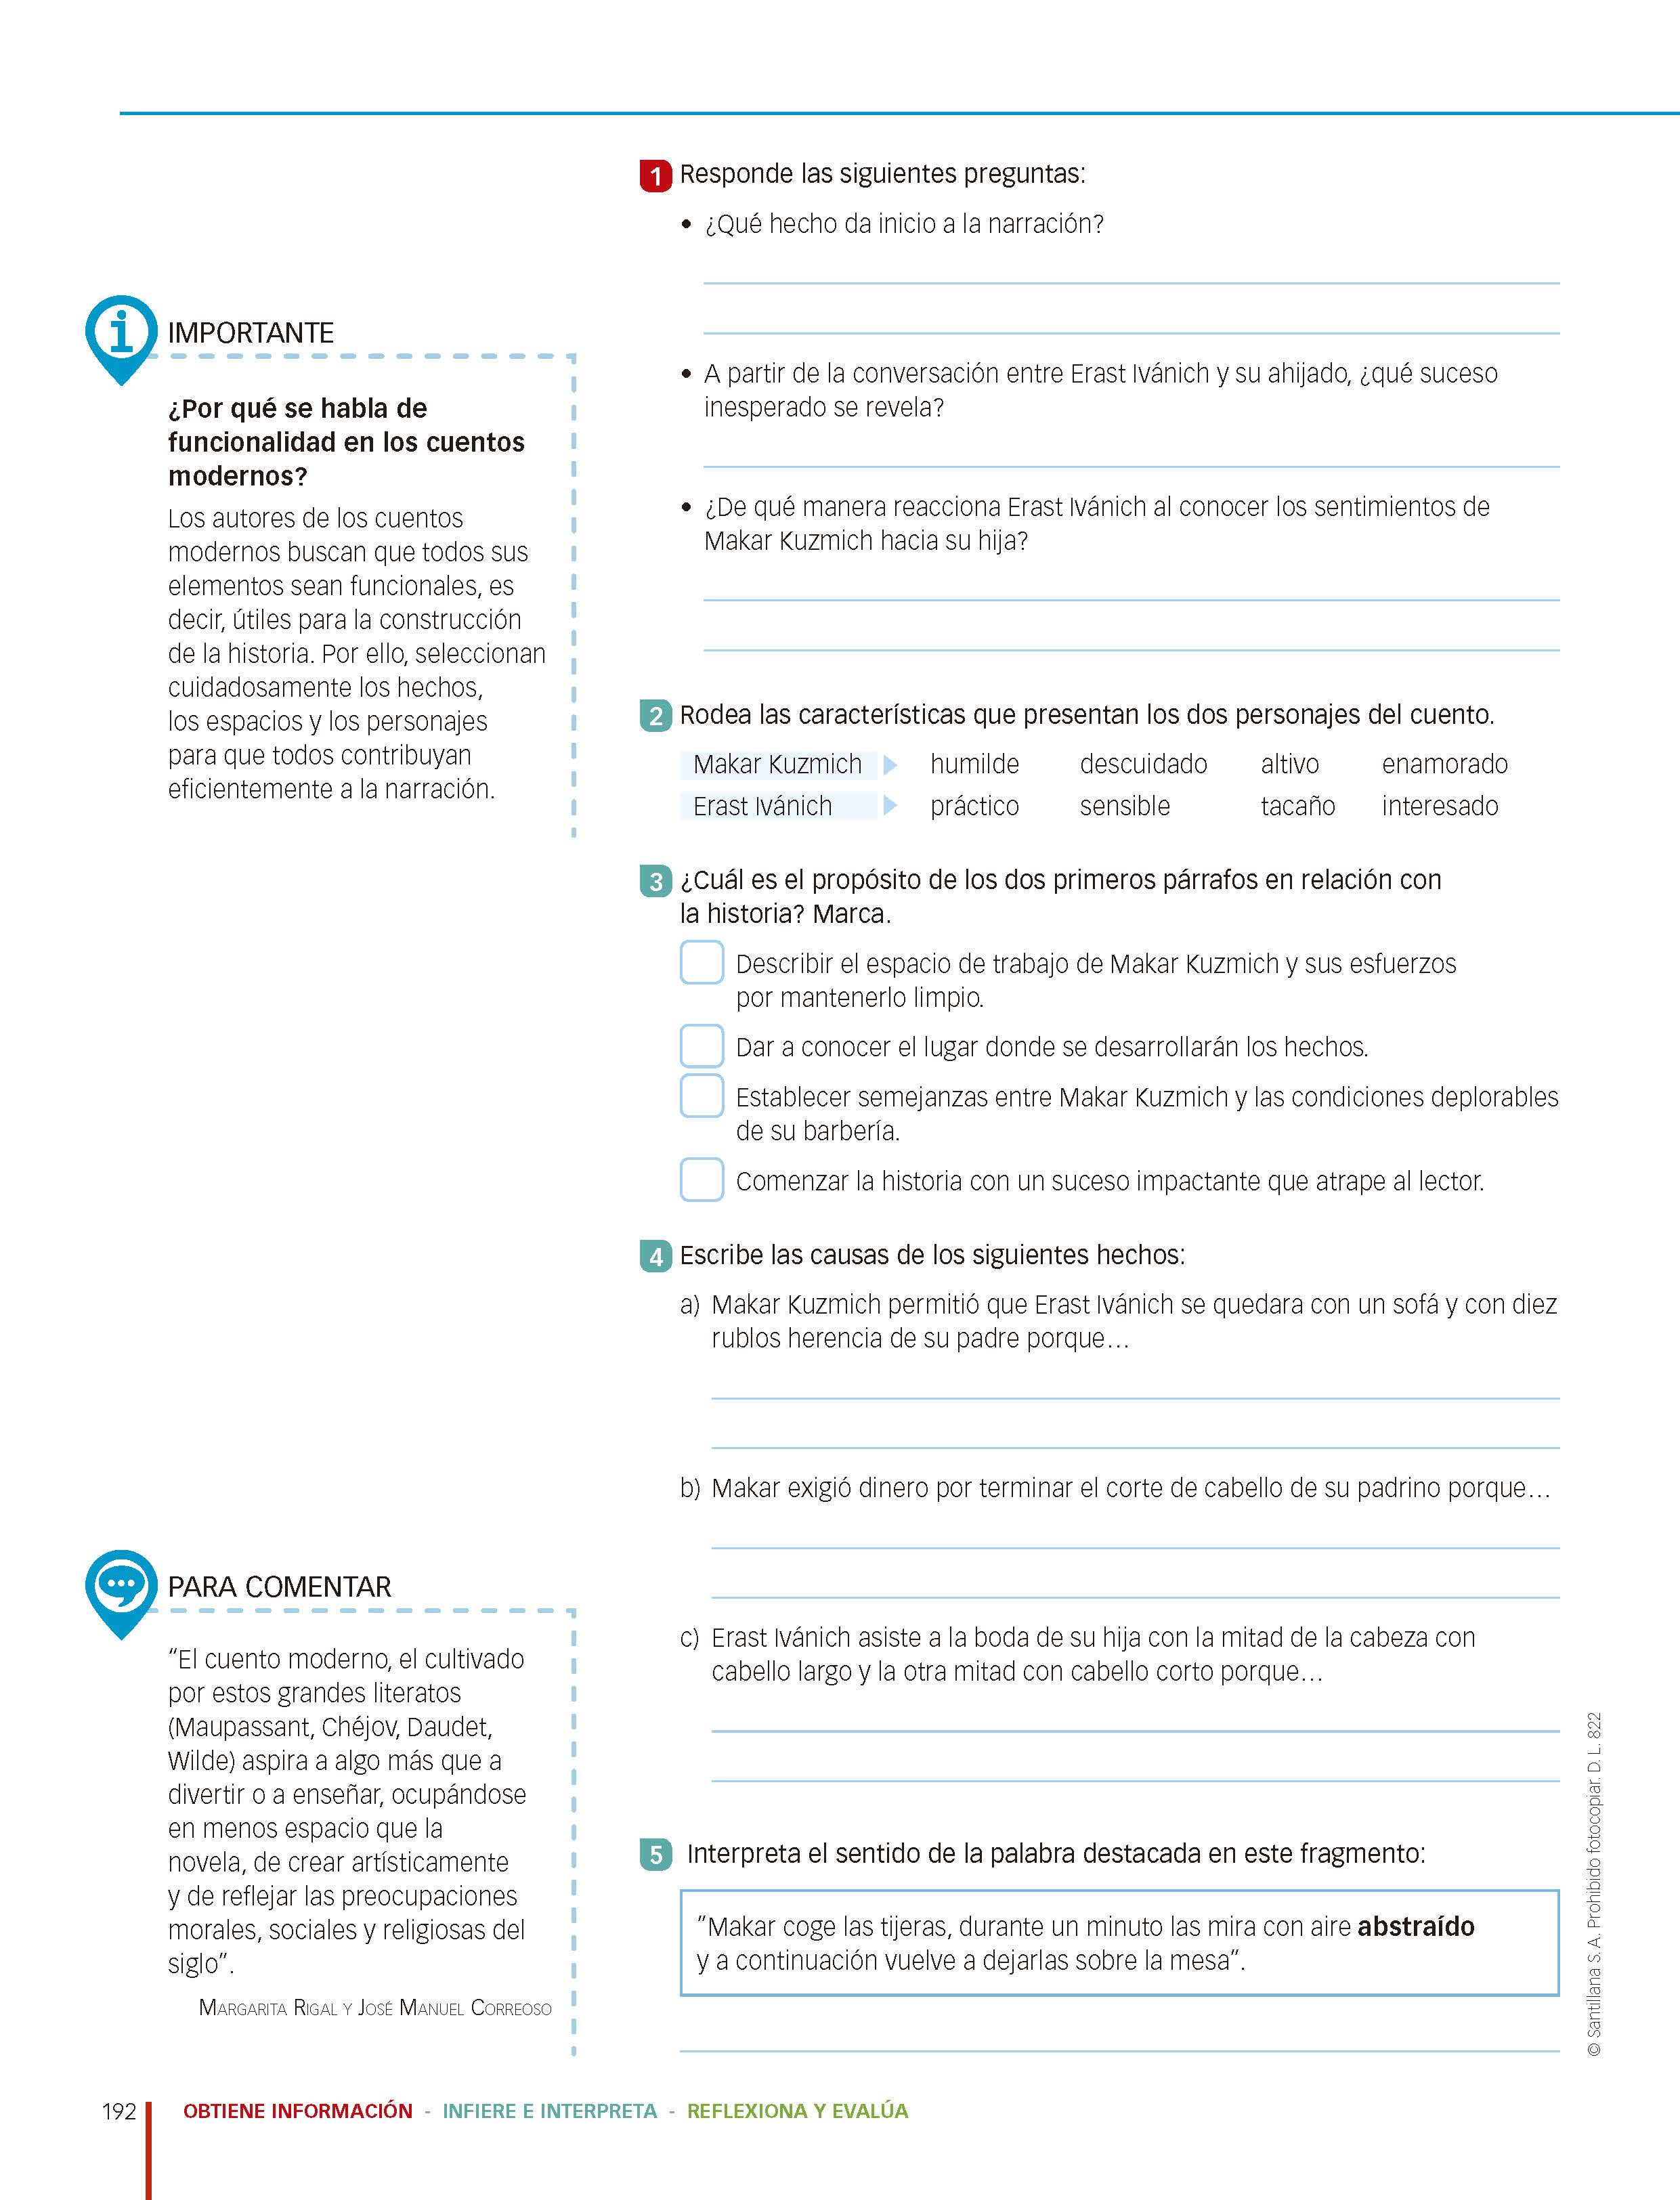 1 Responde las siguientes preguntas:
• ¿Qué hecho da inicio a la narración?
• A partir de la conversación entre Erast Ivánich y su ahijado, ¿qué suceso
inesperado se revela?
• ¿De qué manera reacciona Erast Ivánich al conocer los sentimientos de
Makar Kuzmich hacia su hija?
IMPORTANTE
¿Por qué se habla de
funcionalidad en los cuentos
modernos?
Los autores de los cuentos
modernos buscan que todos sus
elementos sean funcionales, es
decir, útiles para la construcción
de la historia. Por ello, seleccionan
cuidadosamente los hechos,
los espacios y los personajes
para que todos contribuyan
eficientemente a la narración.
2 Rodea las características que presentan los dos personajes del cuento.
Makar Kuzmich humilde descuidado altivo enamorado
Erast Ivánich práctico sensible tacaño interesado
3 ¿Cuál es el propósito de los dos primeros párrafos en relación con
la historia? Marca.
Describir el espacio de trabajo de Makar Kuzmich y sus esfuerzos
por mantenerlo limpio.
Dar a conocer el lugar donde se desarrollarán los hechos.
Establecer semejanzas entre Makar Kuzmich y las condiciones deplorables
de su barbería.
Comenzar la historia con un suceso impactante que atrape al lector.
4 Escribe las causas de los siguientes hechos:
a) Makar Kuzmich permitió que Erast Ivánich se quedara con un sofá y con diez
rublos herencia de su padre porque...
b) Makar exigió dinero por terminar el corte de cabello de su padrino porque...
c) Erast Ivánich asiste a la boda de su hija con la mitad de la cabeza con
cabello largo y la otra mitad con cabello corto porque...
PARA COMENTAR
“El cuento moderno, el cultivado
por estos grandes literatos
(Maupassant, Chéjov, Daudet,
Wilde) aspira a algo más que a
divertir o a enseñar, ocupándose
en menos espacio que la
novela, de crear artísticamente
y de reflejar las preocupaciones
morales, sociales y religiosas del
siglo”.
Margarita Rigal y José Manuel Correoso
5 Interpreta el sentido de la palabra destacada en este fragmento:
“Makar coge las tijeras, durante un minuto las mira con aire abstraído
y a continuación vuelve a dejarlas sobre la mesa”.
© Santillana S. A. Prohibido fotocopiar. D. L. 822
192 OBTIENE INFORMACIÓN - INFIERE E INTERPRETA - REFLEXIONA Y EVALÚA